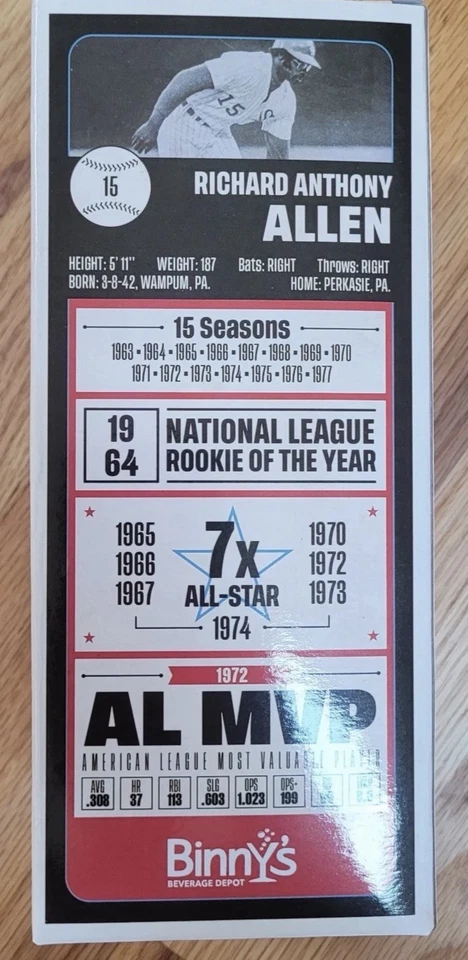 15
15
RICHARD ANTHONY
ALLEN
HEIGHT: 5' 11" WEIGHT: 187 Bats: RIGHT Throws: RIGHT
BORN: 3-8-42, WAMPUM, PA. HOME: PERKASIE, PA.
15 Seasons
1963 ▪ 1964 ▪ 1965 ▪ 1966 ▪ 1967 ▪ 1968 ▪ 1969 ▪ 1970
1971 ▪ 1972 ▪ 1973 ▪ 1974 ▪ 1975 ▪ 1976 ▪ 1977
19
64
NATIONAL LEAGUE
ROOKIE OF THE YEAR
1965
1966
1967
7x
ALL-STAR
1970
1972
1973
1974
1972
AL MVP
AMERICAN LEAGUE MOST VALUABLE PLAYER
AVG HR RBI SLG OPS OPS+
.308 37 113 .603 1.023 199
Binny's
BEVERAGE DEPOT